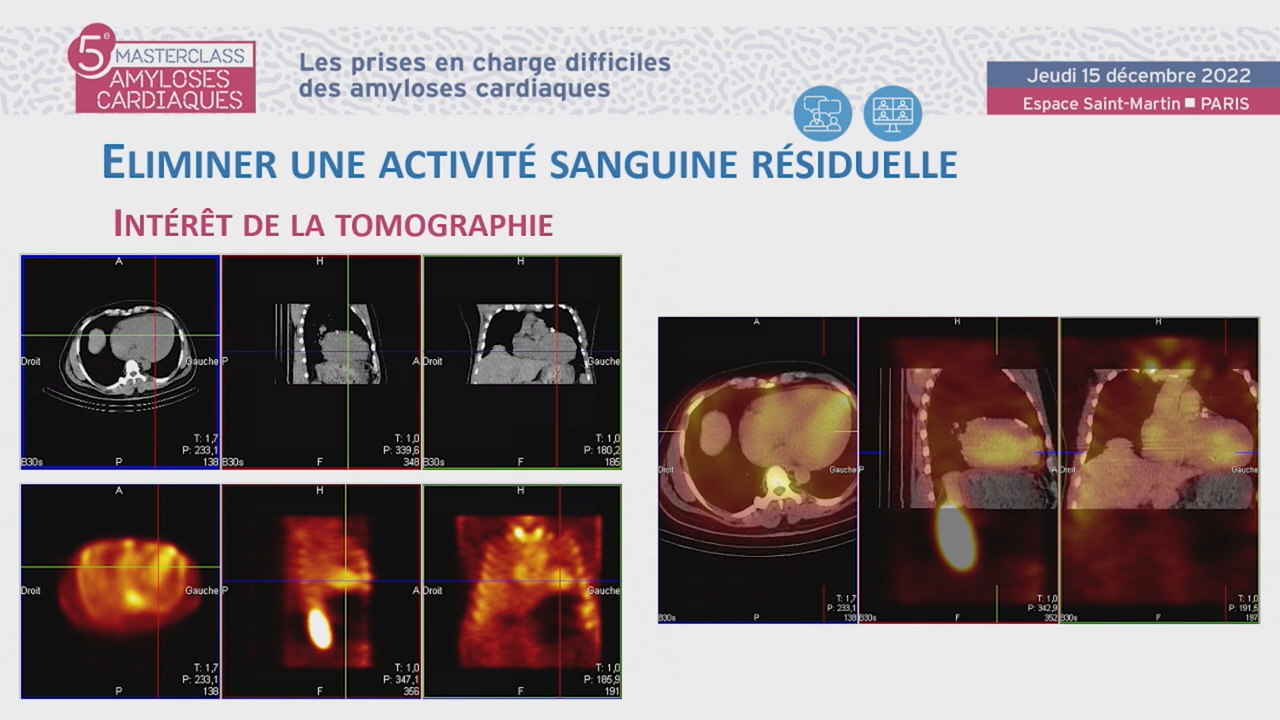 5e
MASTERCLASS
AMYLOSES
CARDIAQUES
Les prises en charge difficiles
des amyloses cardiaques
Jeudi 15 décembre 2022
Espace Saint-Martin ■ PARIS
ELIMINER UNE ACTIVITÉ SANGUINE RÉSIDUELLE
INTÉRÊT DE LA TOMOGRAPHIE
A H H
Droit Gauche P A Droit Gauche
T: 1,7 T: 1,0 T: 1,0
P: 233,1 P: 339,6 P: 180,2
B30s P 138 B30s F 348 B30s F 185
A H H
Droit Gauche P A Droit Gauche
T: 1,7 T: 1,0 T: 1,0
P: 233,1 P: 347,1 P: 185,9
P 138 F 356 F 191
A H H
Droit Gauche P A Droit Gauche
T: 1,7 T: 1,0 T: 1,0
P: 233,1 P: 342,9 P: 191,5
B30s P 138 B30s F 352 B30s F 197